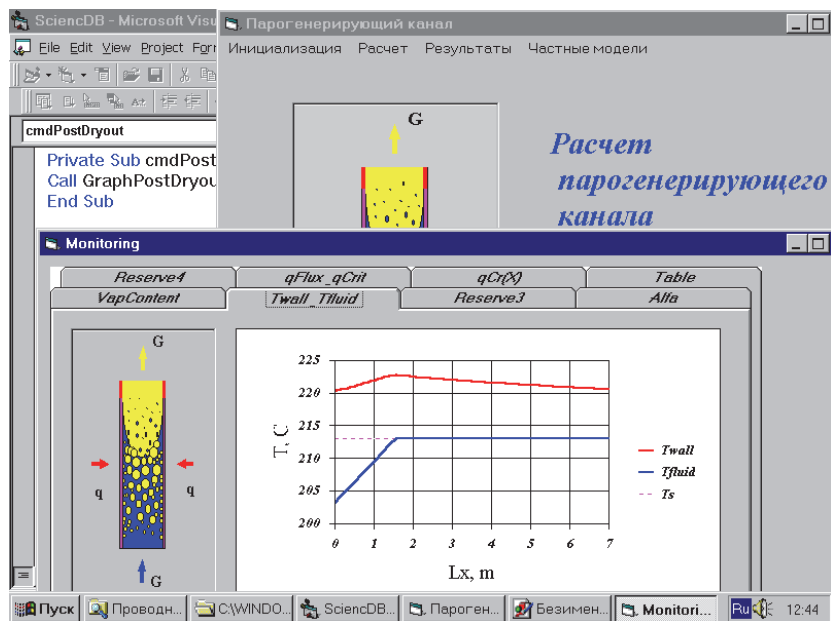 SciencDB - Microsoft Visu
Парогенерирующий канал
File Edit View Project Forr
Инициализация Расчет Результаты Частные модели
cmdPostDryout
Private Sub cmdPost
Call GraphPostDryou
End Sub
G
Расчет
парогенерирующего
канала
Monitoring
Reserve4 qFlux_qCrit qCr(X) Table
VapContent Twall_Tfluid Reserve3 Alfa
G
q q
G
T, C
225
220
215
210
205
200
0 1 2 3 4 5 6 7
Lx, m
Twall
Tfluid
Ts
Пуск Проводн... C:\WINDO... SciencDB... Пароген... Безимен... Monitori... Ru 12:44